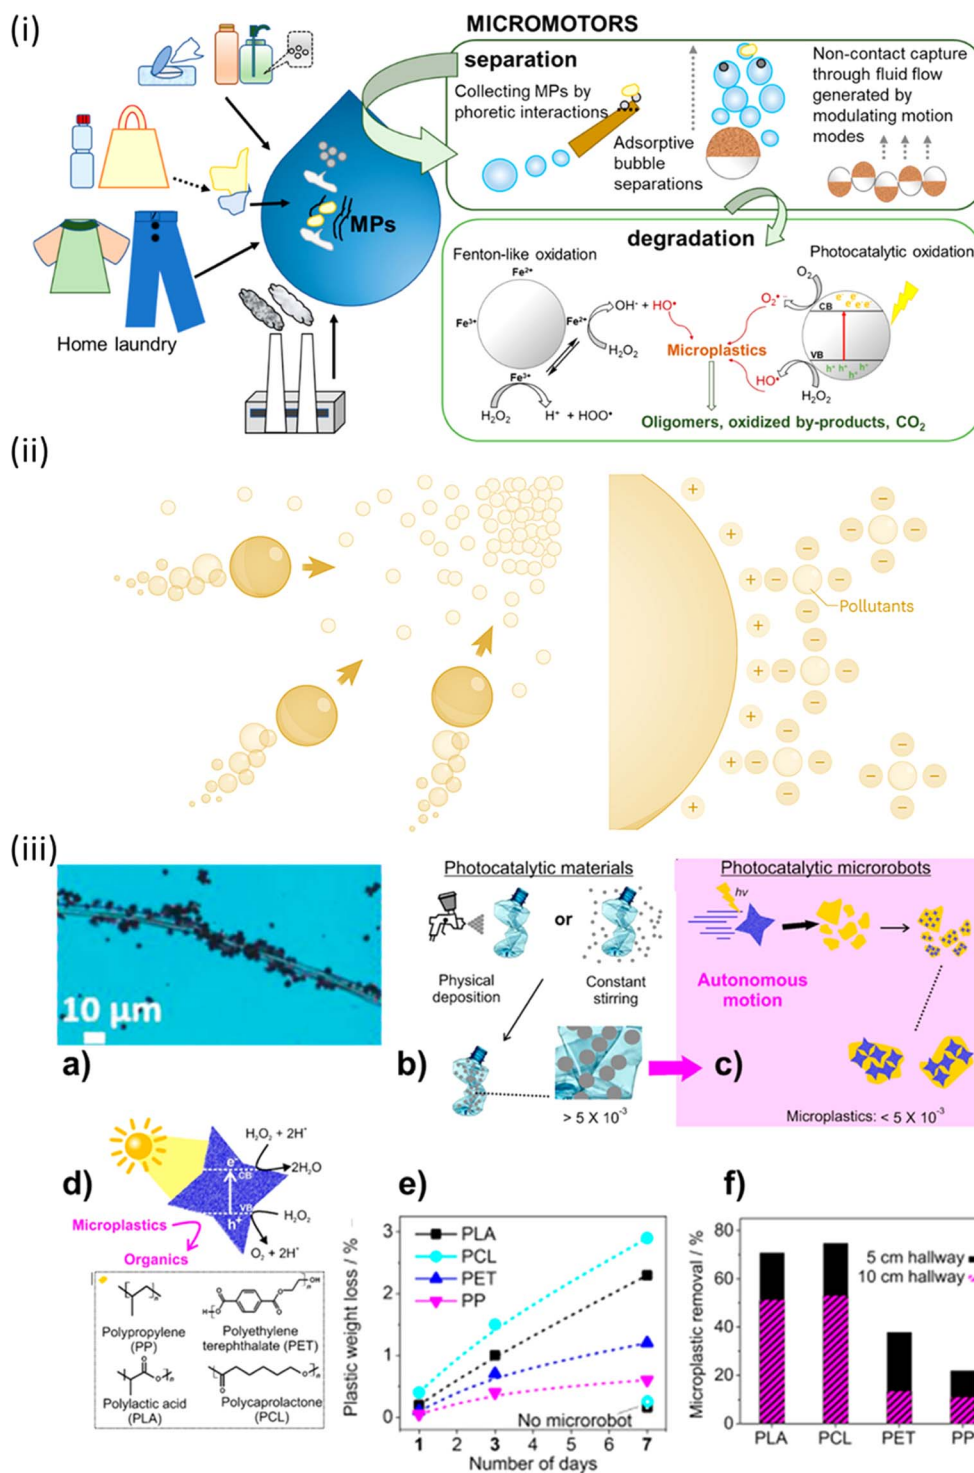 (i)
MICROMOTORS
separation
Collecting MPs by
phoretic interactions
Adsorptive
bubble
separations
Non-contact capture
through fluid flow
generated by
modulating motion
modes
MPs
Home laundry
degradation
Fenton-like oxidation
Fe²⁺
Fe³⁺
Fe²⁺
Fe³⁺
OH⁻ + HO•
H₂O₂
H₂O₂
H⁺ + HOO•
Microplastics
Photocatalytic oxidation
O₂
O₂•⁻
CB
VB
h⁺ h⁺ h⁺ h⁺
HO•
H₂O₂
Oligomers, oxidized by-products, CO₂
(ii)
Pollutants
(iii)
10 μm
a)
Photocatalytic materials
or
Physical
deposition
Constant
stirring
b)
> 5 X 10⁻³
Photocatalytic microrobots
hν
Autonomous
motion
c)
Microplastics: < 5 X 10⁻³
d)
H₂O₂ + 2H⁺
2H₂O
e⁻
CB
VB
h⁺
H₂O₂
O₂ + 2H⁺
Microplastics
Organics
Polypropylene
(PP)
Polyethylene
terephthalate (PET)
Polylactic acid
(PLA)
Polycaprolactone
(PCL)
e)
Plastic weight loss / %
3
2
1
0
PLA
PCL
PET
PP
No microrobot
1 2 3 4 5 6 7
Number of days
f)
Microplastic removal / %
80
60
40
20
0
5 cm hallway
10 cm hallway
PLA PCL PET PP